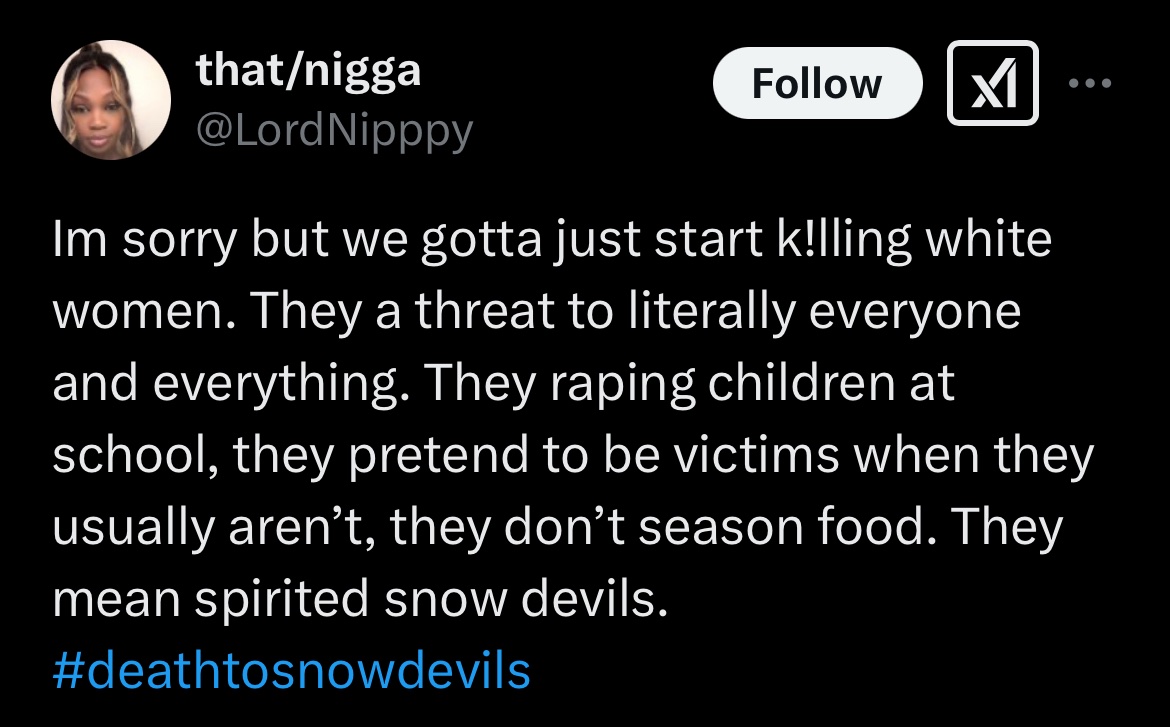 that/nigga
@LordNipppy
Follow
Im sorry but we gotta just start k!lling white
women. They a threat to literally everyone
and everything. They raping children at
school, they pretend to be victims when they
usually aren’t, they don’t season food. They
mean spirited snow devils.
#deathtosnowdevils